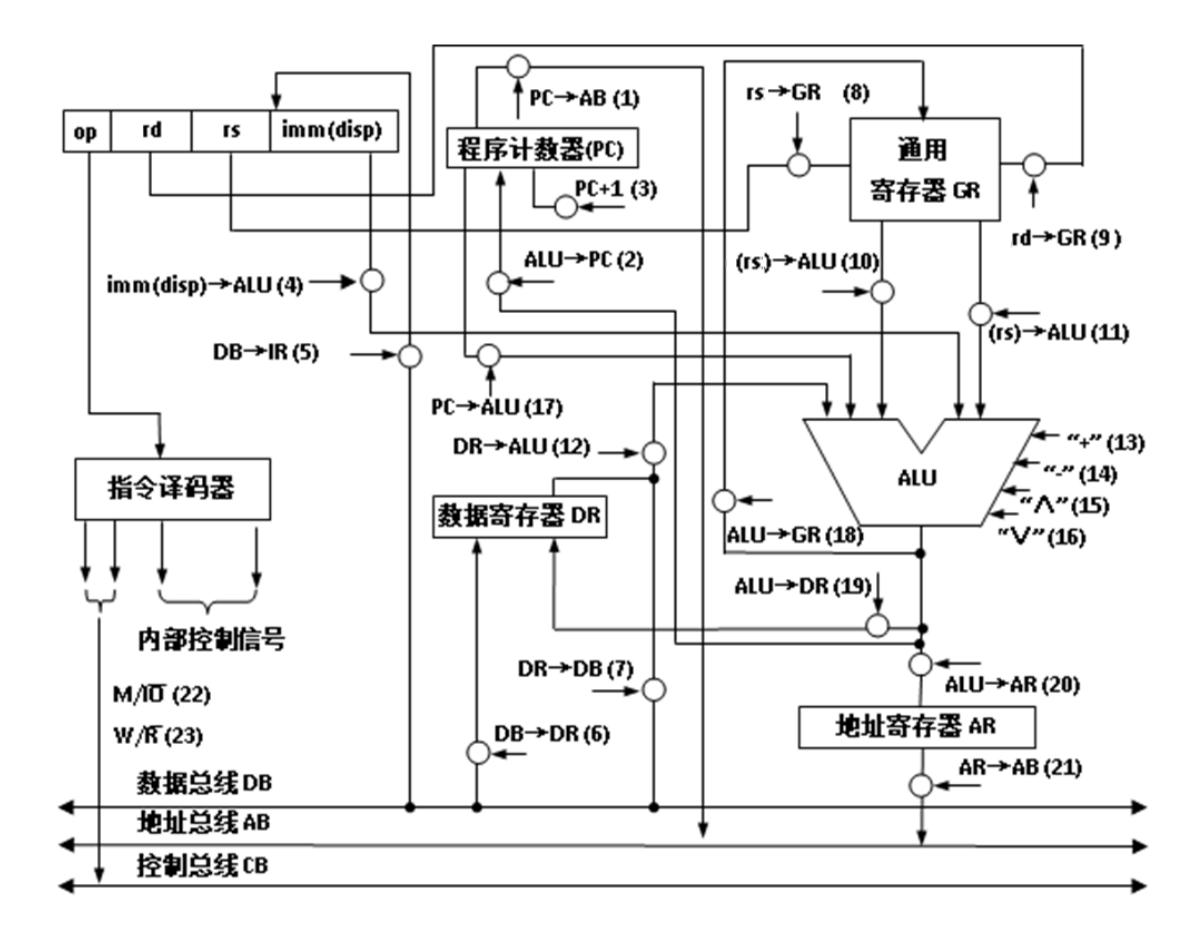 PC→AB (1)
rs→GR (8)
op rd rs imm(disp)
程序计数器(PC)
通用
寄存器 GR
PC+1 (3)
rd→GR(9)
ALU→PC (2)
(rs)→ALU(10)
imm(disp)→ALU(4)
(rs)→ALU(11)
DB→IR(5)
PC→ALU(17)
DR→ALU(12)
“+”(13)
ALU
“-”(14)
指令译码器
“∧”(15)
数据寄存器 DR
ALU→GR(18)
“∨”(16)
ALU→DR(19)
内部控制信号
DR→DB(7)
ALU→AR(20)
M/I̅O̅ (22)
地址寄存器 AR
W/R̅(23)
DB→DR(6)
AR→AB(21)
数据总线 DB
地址总线 AB
控制总线 CB